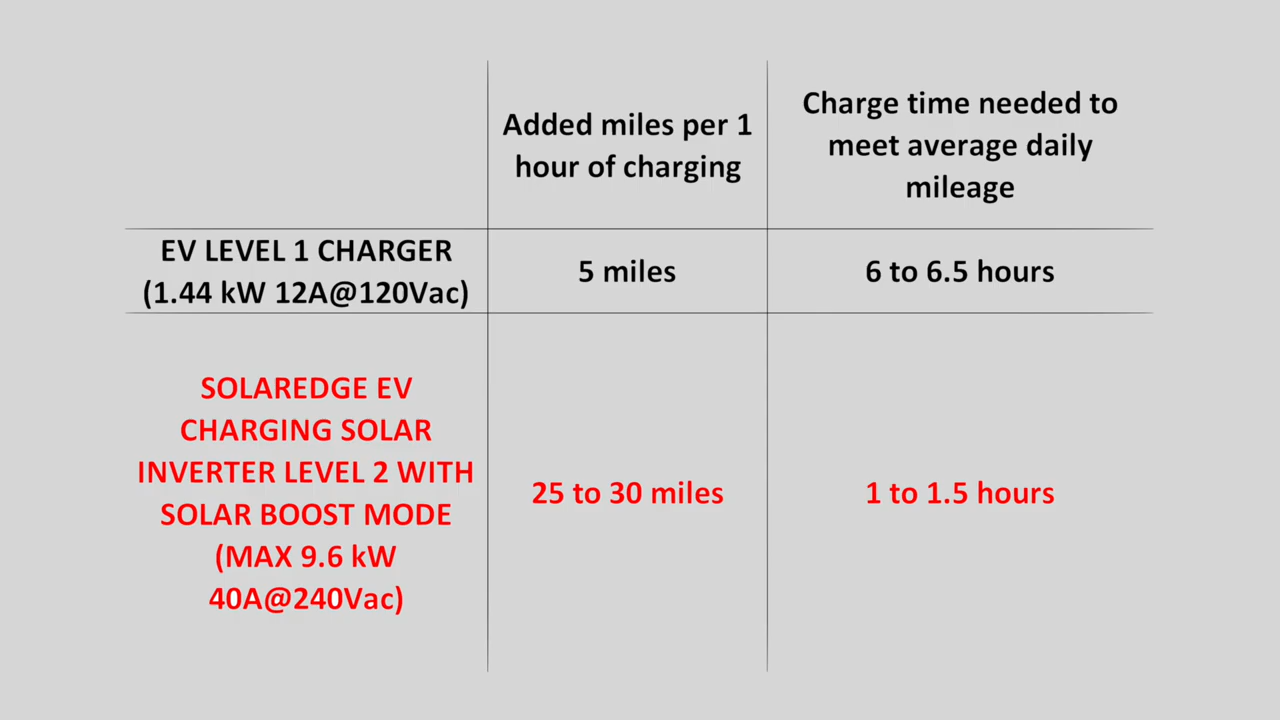 Added miles per 1
hour of charging
Charge time needed to
meet average daily
mileage
EV LEVEL 1 CHARGER
(1.44 kW 12A@120Vac)
5 miles
6 to 6.5 hours
SOLAREDGE EV
CHARGING SOLAR
INVERTER LEVEL 2 WITH
SOLAR BOOST MODE
(MAX 9.6 kW
40A@240Vac)
25 to 30 miles
1 to 1.5 hours